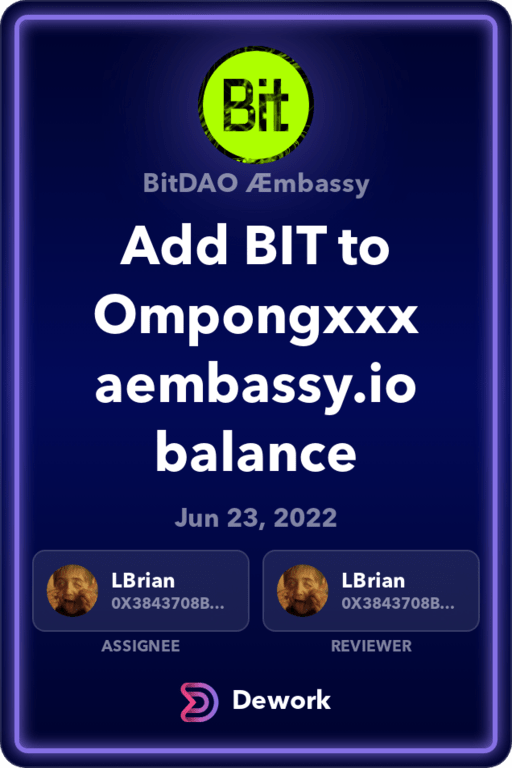 Bit
BitDAO Æmbassy
Add BIT to
Ompongxxx
aembassy.io
balance
Jun 23, 2022
LBrian
0X3843708B...
LBrian
0X3843708B...
ASSIGNEE
REVIEWER
Dework